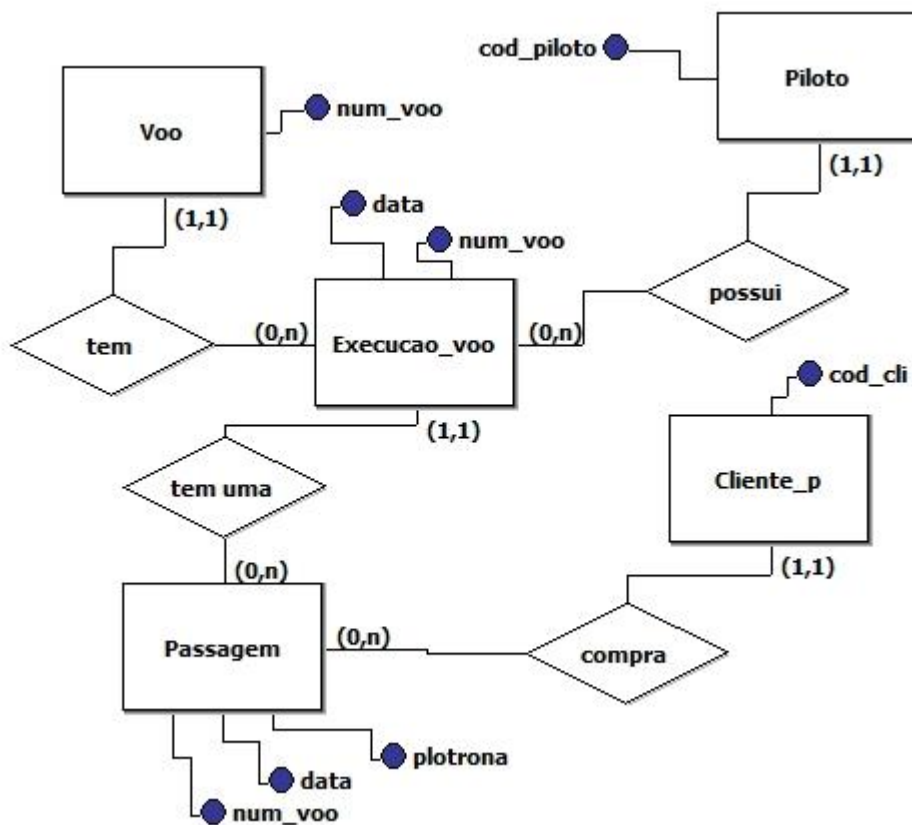 cod_piloto
Piloto
Voo
num_voo
(1,1)
(1,1)
data
num_voo
possui
tem
(0,n)
Execucao_voo
(0,n)
cod_cli
(1,1)
Cliente_p
tem uma
(0,n)
(1,1)
Passagem
(0,n)
compra
plotrona
data
num_voo